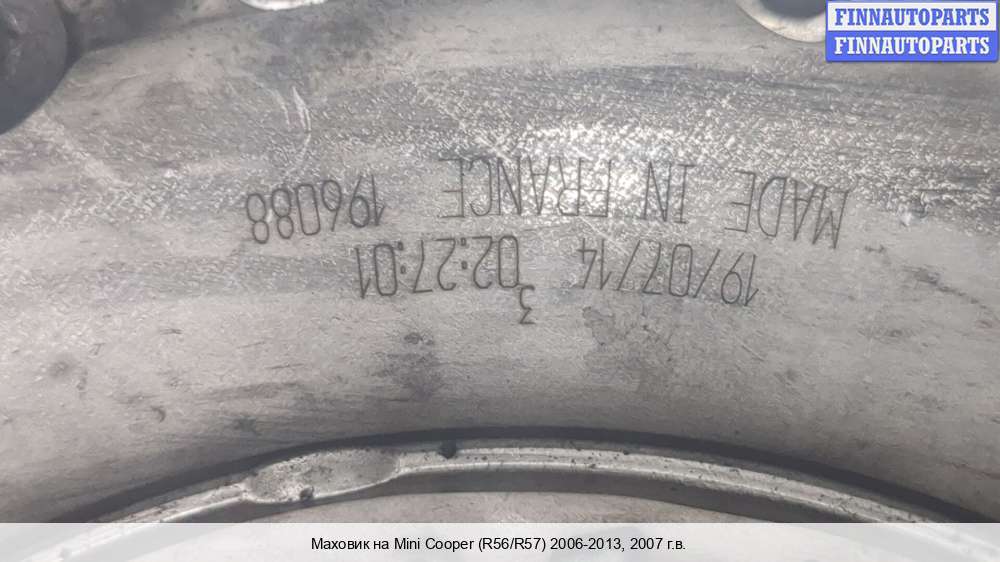 FINNAUTOPARTS
FINNAUTOPARTS
MADE IN FRANCE 196088
19/07/14 02:27:01
3
Маховик на Mini Cooper (R56/R57) 2006-2013, 2007 г.в.